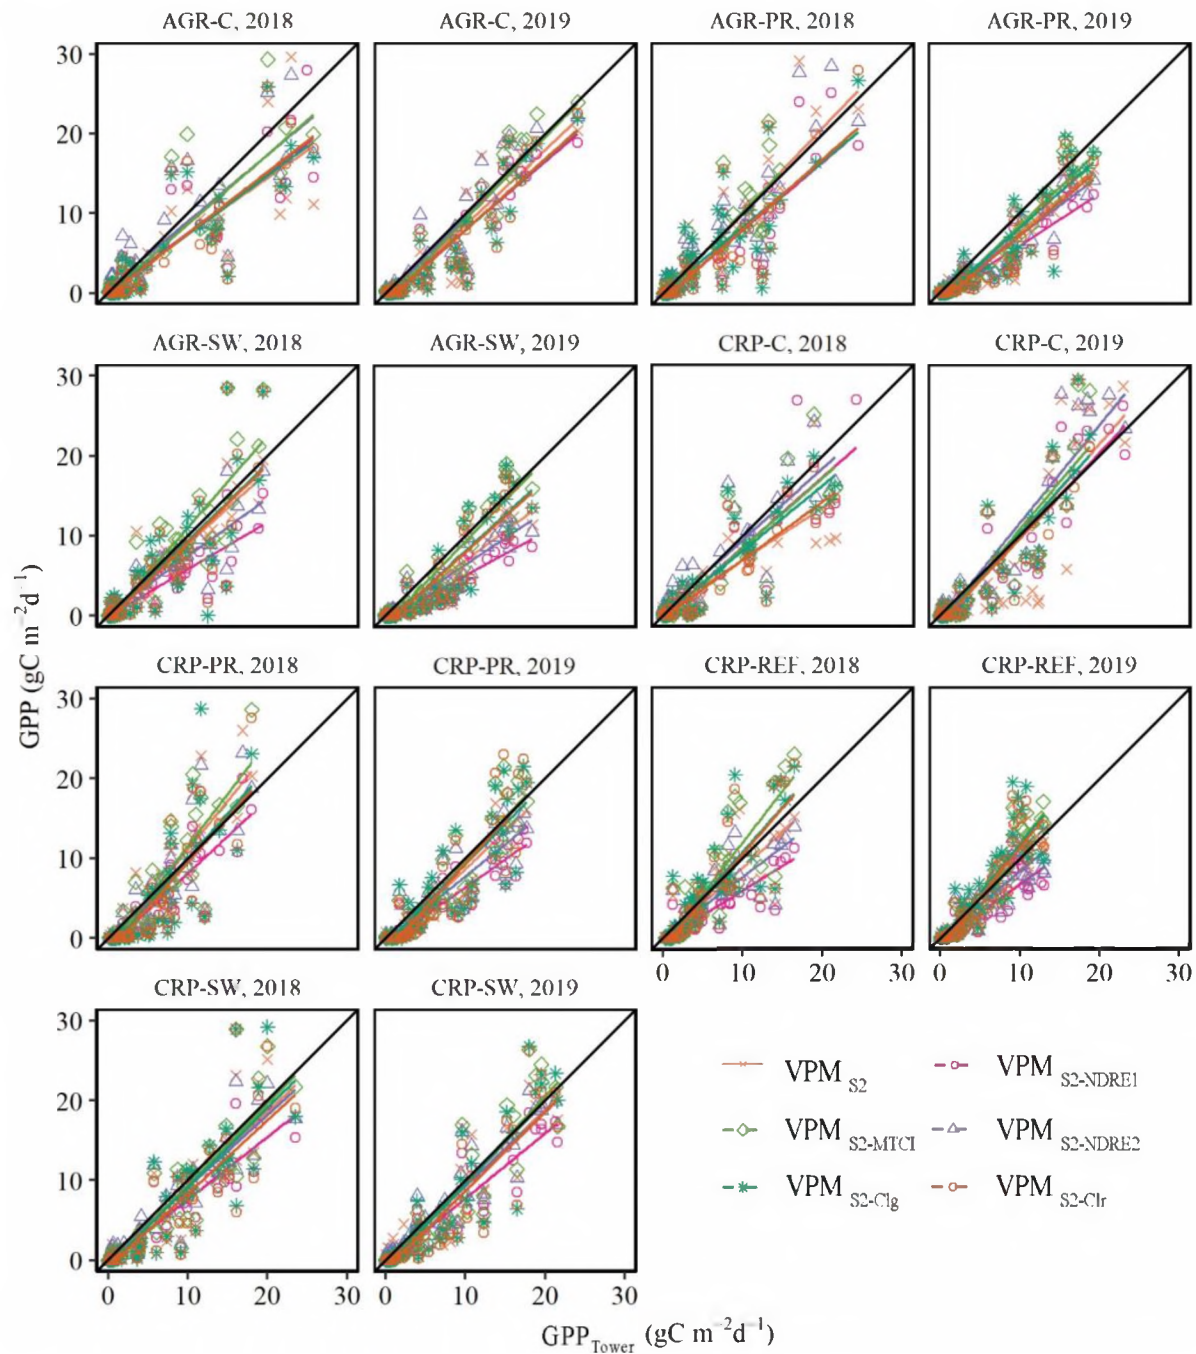 AGR-C, 2018 AGR-C, 2019 AGR-PR, 2018 AGR-PR, 2019
30
20
10
0
AGR-SW, 2018 AGR-SW, 2019 CRP-C, 2018 CRP-C, 2019
30
20
10
0
GPP (gC m⁻²d⁻¹)
CRP-PR, 2018 CRP-PR, 2019 CRP-REF, 2018 CRP-REF, 2019
30
20
10
0
0 10 20 30 0 10 20 30
CRP-SW, 2018 CRP-SW, 2019
30
20
10
0
0 10 20 30 0 10 20 30
VPM S2 VPM S2-NDRE1
VPM S2-MTCI VPM S2-NDRE2
VPM S2-CIg VPM S2-CIr
GPP Tower (gC m⁻²d⁻¹)